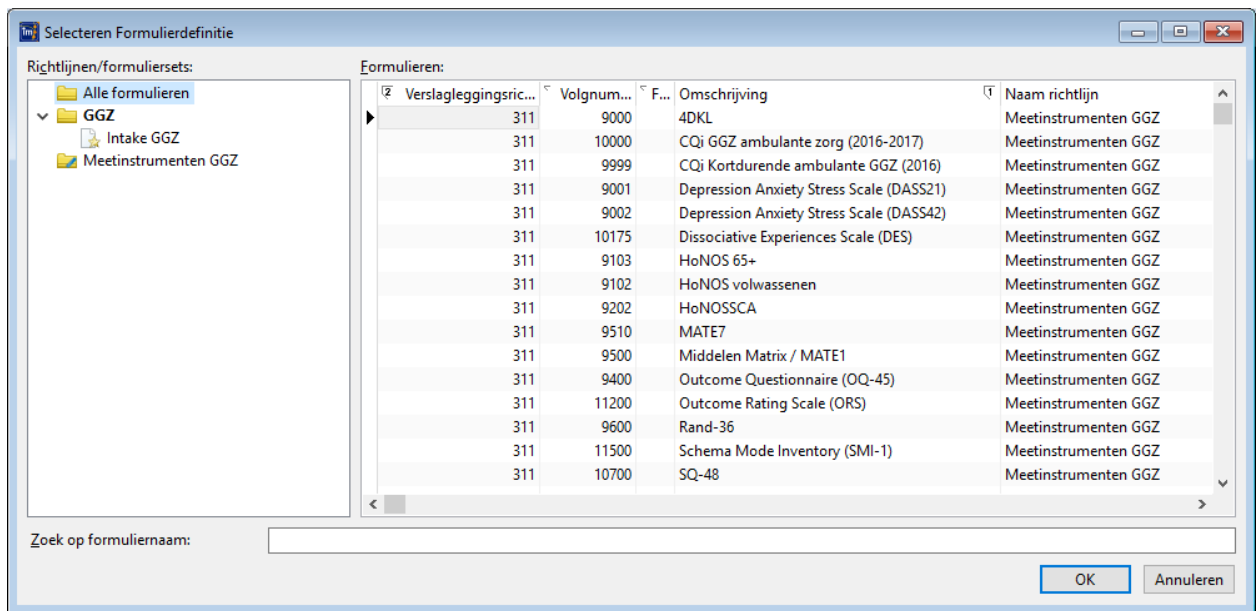 Tm
Selecteren Formulierdefinitie
Richtlijnen/formuliersets:
Alle formulieren
GGZ
Intake GGZ
Meetinstrumenten GGZ
Formulieren:
2 Verslagleggingsric... Volgnum... F... Omschrijving 1 Naam richtlijn
311 9000 4DKL Meetinstrumenten GGZ
311 10000 CQi GGZ ambulante zorg (2016-2017) Meetinstrumenten GGZ
311 9999 CQi Kortdurende ambulante GGZ (2016) Meetinstrumenten GGZ
311 9001 Depression Anxiety Stress Scale (DASS21) Meetinstrumenten GGZ
311 9002 Depression Anxiety Stress Scale (DASS42) Meetinstrumenten GGZ
311 10175 Dissociative Experiences Scale (DES) Meetinstrumenten GGZ
311 9103 HoNOS 65+ Meetinstrumenten GGZ
311 9102 HoNOS volwassenen Meetinstrumenten GGZ
311 9202 HoNOSSCA Meetinstrumenten GGZ
311 9510 MATE7 Meetinstrumenten GGZ
311 9500 Middelen Matrix / MATE1 Meetinstrumenten GGZ
311 9400 Outcome Questionnaire (OQ-45) Meetinstrumenten GGZ
311 11200 Outcome Rating Scale (ORS) Meetinstrumenten GGZ
311 9600 Rand-36 Meetinstrumenten GGZ
311 11500 Schema Mode Inventory (SMI-1) Meetinstrumenten GGZ
311 10700 SQ-48 Meetinstrumenten GGZ
Zoek op formuliernaam:
OK Annuleren